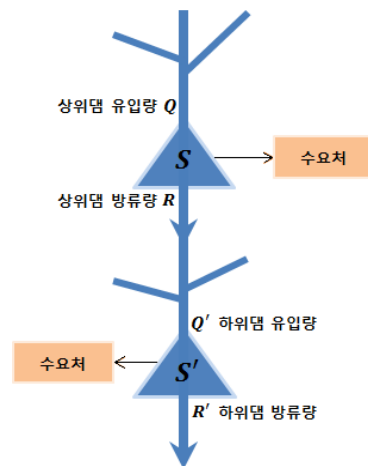 상위댐 유입량 Q
S
수요처
상위댐 방류량 R
Q′ 하위댐 유입량
수요처
S′
R′ 하위댐 방류량